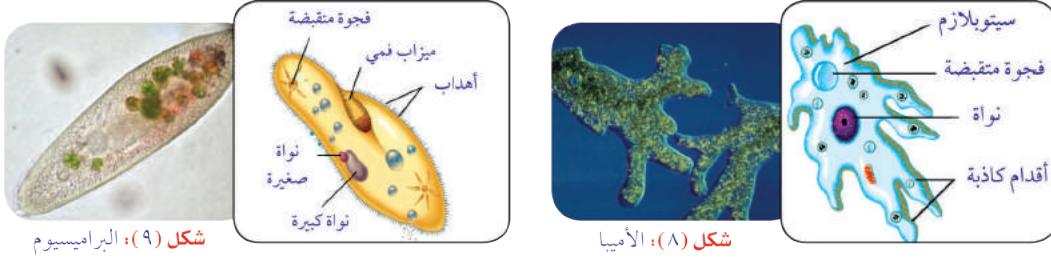 سيتوبلازم
فجوة متقبضة
نواة
أقدام كاذبة
شكل (٨): الأميبا
فجوة متقبضة
ميزاب فمي
أهداب
نواة
صغيرة
نواة كبيرة
شكل (٩): البراميسيوم